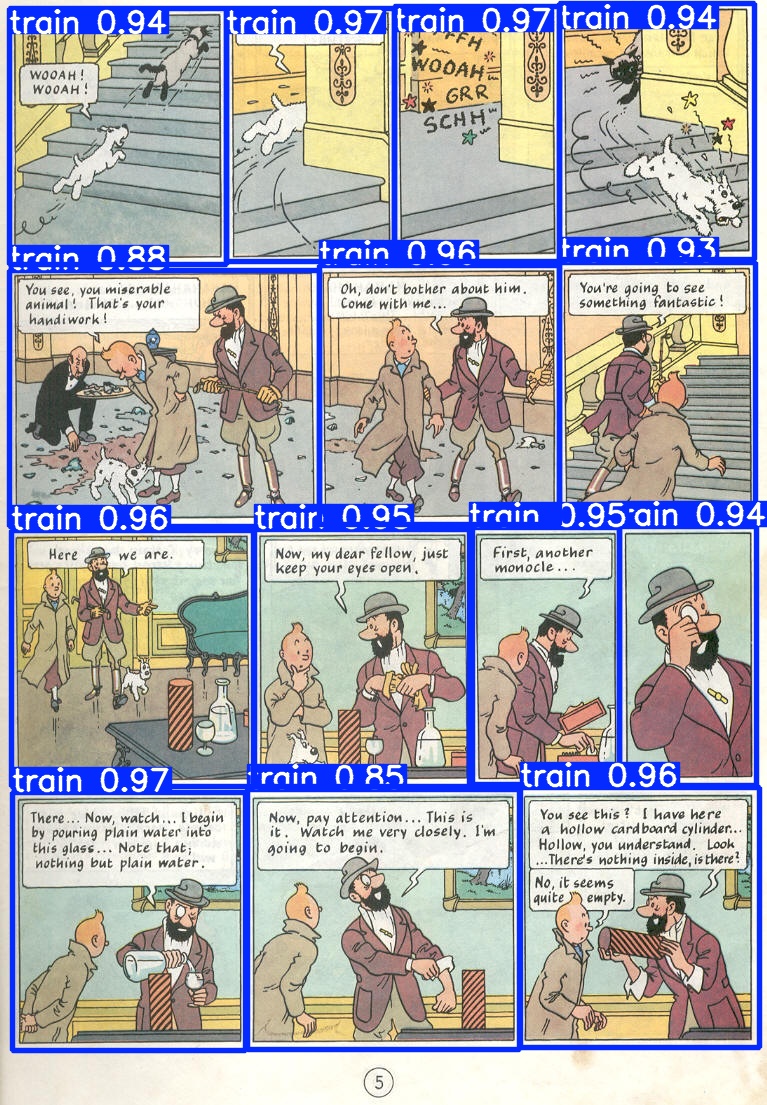 train 0.94
train 0.97
train 0.97
train 0.94
WOOAH!
WOOAH!
FFH
WOOAH
GRR
SCHH
train 0.88
train 0.96
train 0.93
You see, you miserable
animal! That's your
handiwork!
Oh, don't bother about him.
Come with me...
You're going to see
something fantastic!
train 0.96
train 0.95
train 0.95
ain 0.94
Here we are.
Now, my dear fellow, just
keep your eyes open.
First, another
monocle...
train 0.97
train 0.85
train 0.96
There... Now, watch... I begin
by pouring plain water into
this glass... Note that;
nothing but plain water.
Now, pay attention... This is
it. Watch me very closely. I'm
going to begin.
You see this? I have here
a hollow cardboard cylinder...
Hollow, you understand. Look
...There's nothing inside, is there?
No, it seems
quite empty.
5